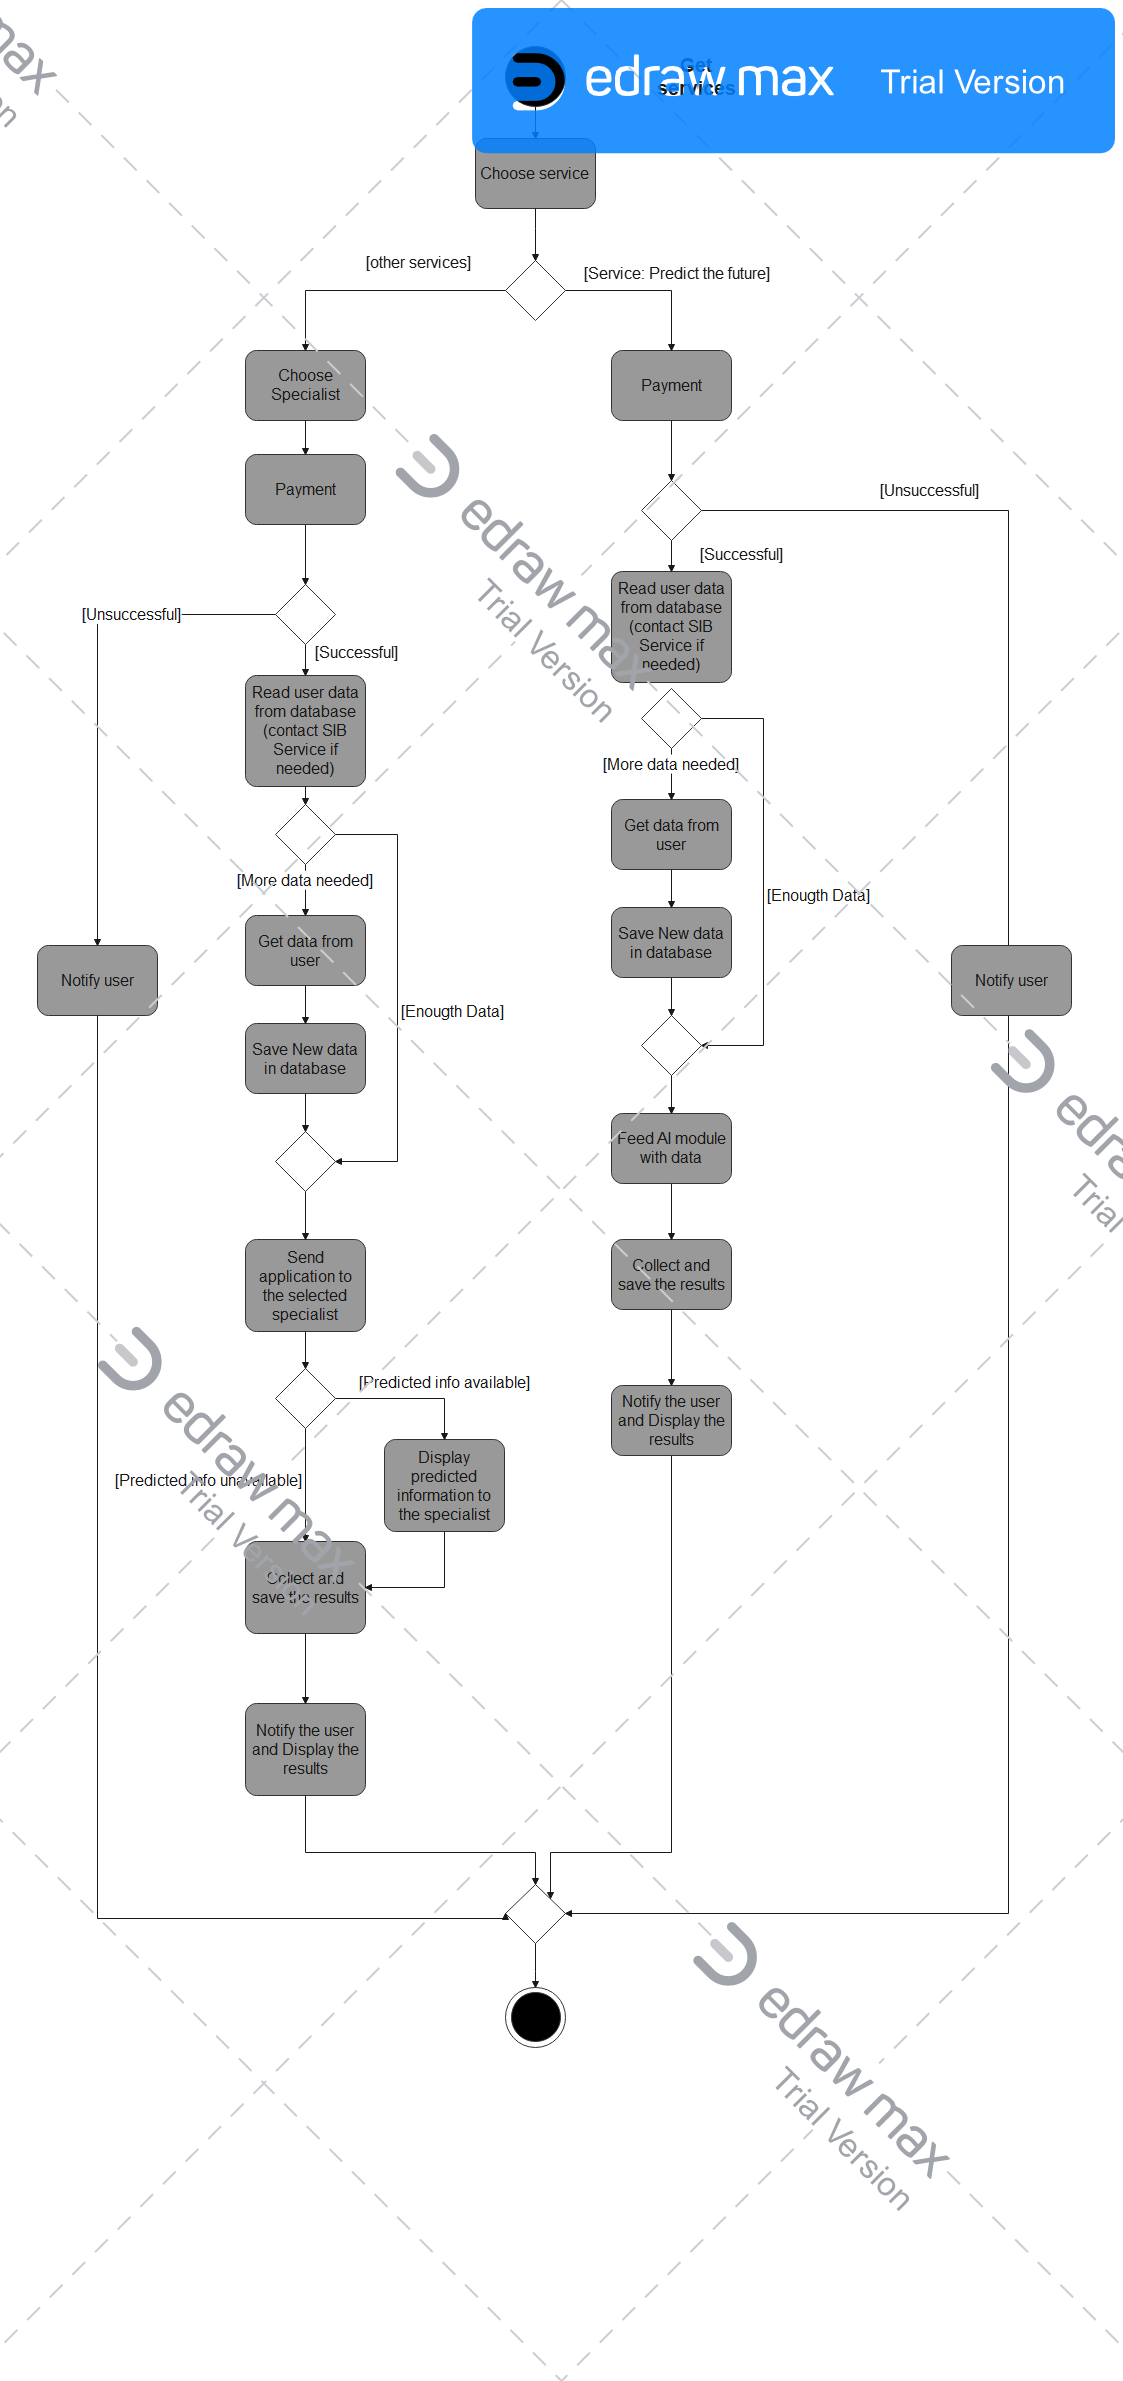 max
on
Get
services
edraw max
Trial Version
Choose service
[other services]
[Service: Predict the future]
Choose
Specialist
Payment
Payment
[Unsuccessful]
[Successful]
Read user data
from database
(contact SIB
Service if
needed)
[Unsuccessful]
[Successful]
Read user data
from database
(contact SIB
Service if
needed)
edraw max
Trial Version
[More data needed]
Get data from
user
[Enougth Data]
Save New data
in database
[More data needed]
Get data from
user
[Enougth Data]
Save New data
in database
Notify user
Notify user
Feed AI module
with data
edra
Trial
Send
application to
the selected
specialist
Collect and
save the results
[Predicted info available]
Notify the user
and Display the
results
Display
predicted
information to
the specialist
[Predicted info unavailable]
edraw max
Trial Version
Collect and
save the results
Notify the user
and Display the
results
edraw max
Trial Version